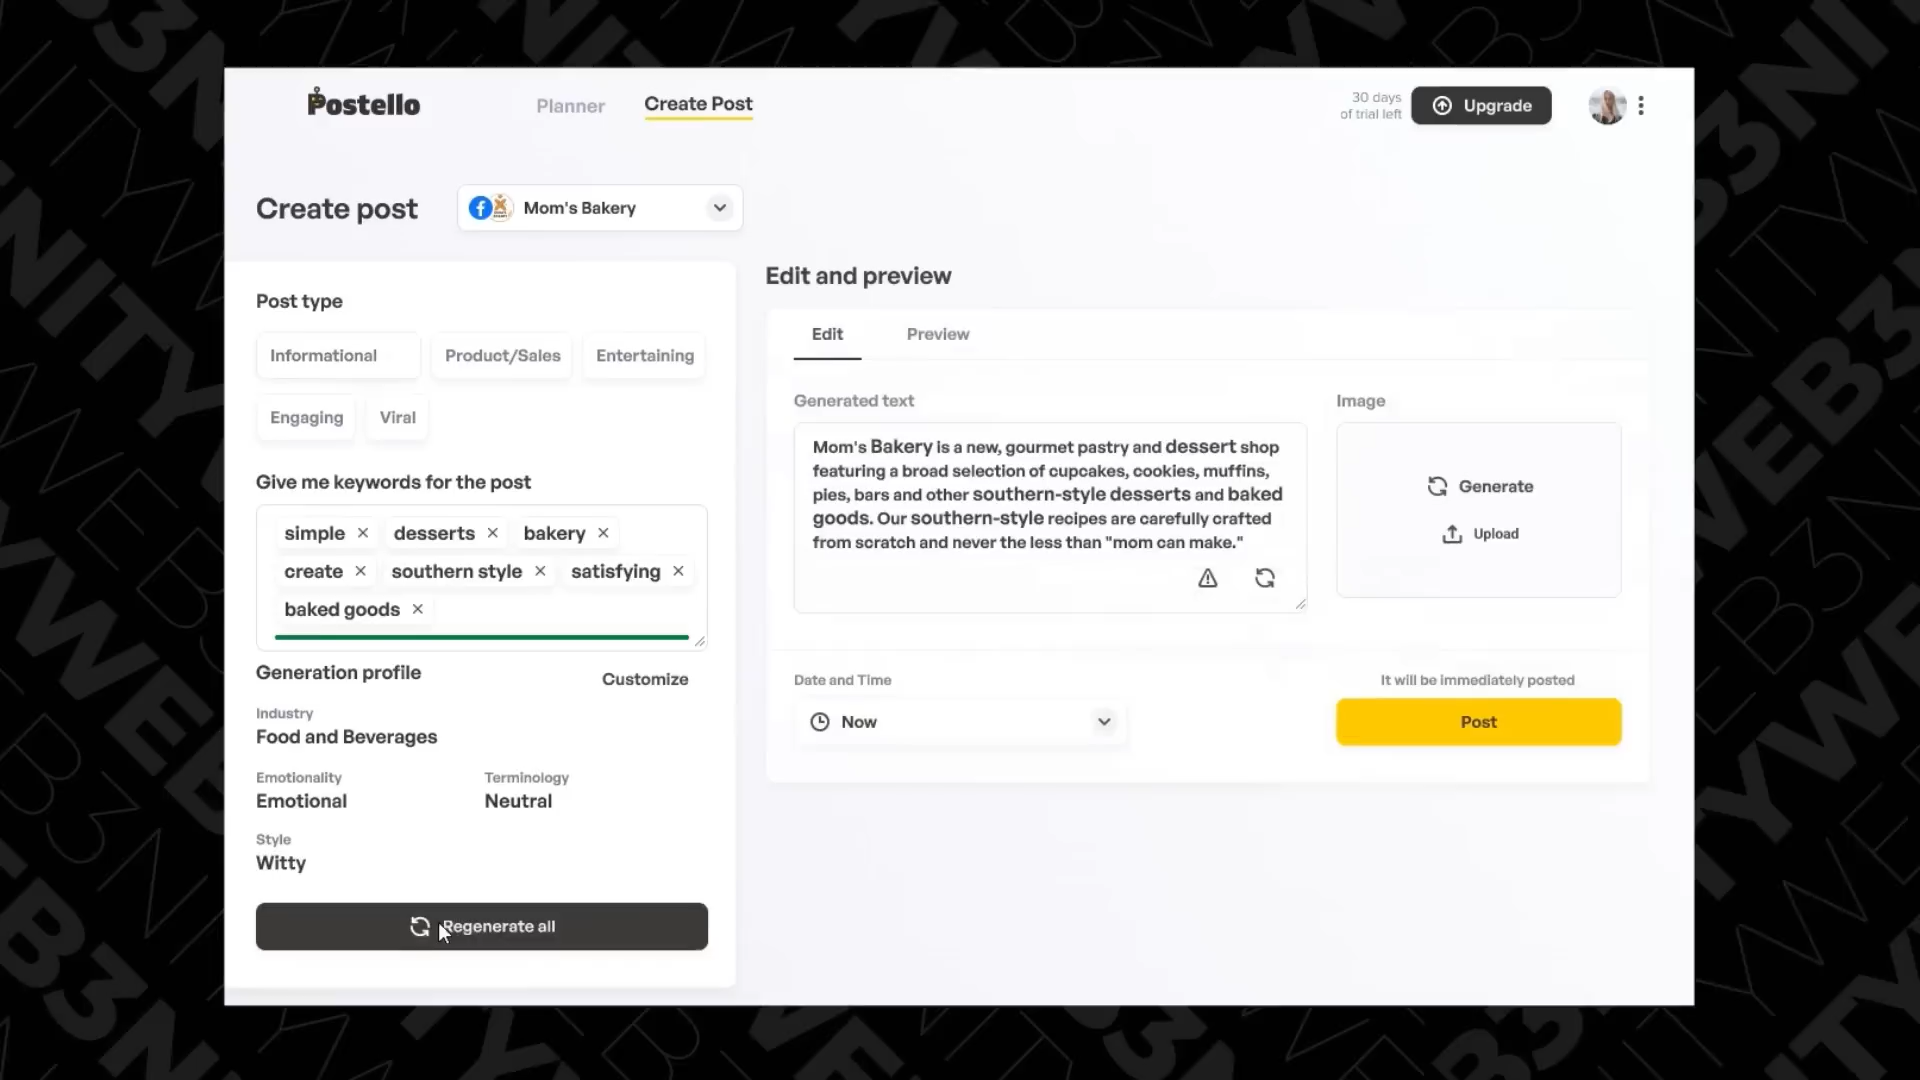 Postello
Planner
Create Post
30 days
of trial left
Upgrade
Create post
Mom's Bakery
Post type
Informational
Product/Sales
Entertaining
Engaging
Viral
Give me keywords for the post
simple ×
desserts ×
bakery ×
create ×
southern style ×
satisfying ×
baked goods ×
Generation profile
Customize
Industry
Food and Beverages
Emotionality
Emotional
Terminology
Neutral
Style
Witty
Regenerate all
Edit and preview
Edit
Preview
Generated text
Mom's Bakery is a new, gourmet pastry and dessert shop
featuring a broad selection of cupcakes, cookies, muffins,
pies, bars and other southern-style desserts and baked
goods. Our southern-style recipes are carefully crafted
from scratch and never the less than "mom can make."
Image
Generate
Upload
Date and Time
Now
It will be immediately posted
Post